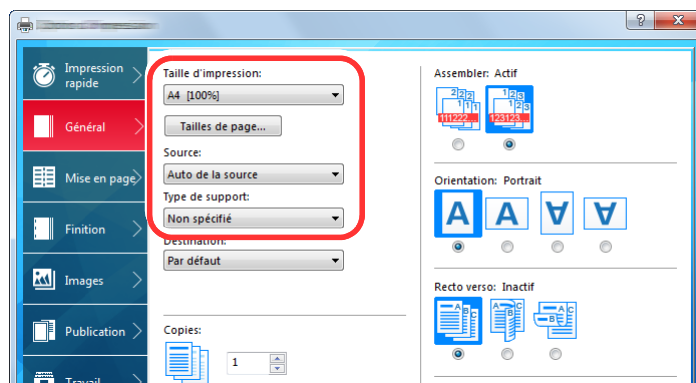 Impression
rapide
Général
Mise en page
Finition
Images
Publication
Travail
Taille d'impression:
A4 [100%]
Tailles de page...
Source:
Auto de la source
Type de support:
Non spécifié
Destination:
Par défaut
Copies:
1
Assembler: Actif
111222
123123
Orientation: Portrait
A A A A
Recto verso: Inactif